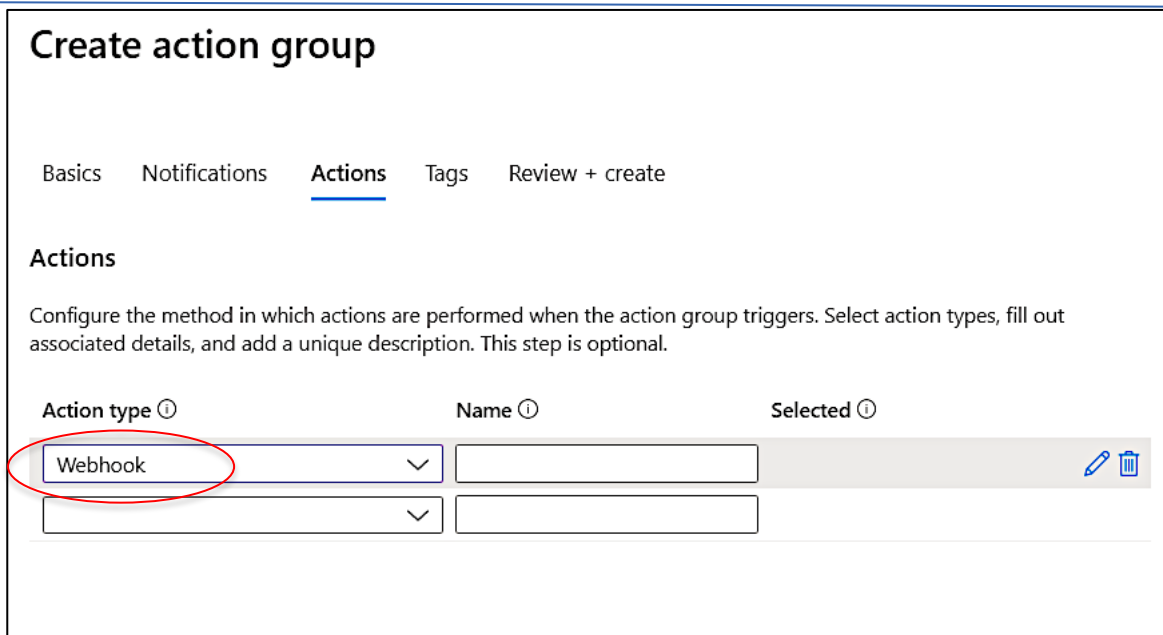 Create action group
Basics Notifications Actions Tags Review + create
Actions
Configure the method in which actions are performed when the action group triggers. Select action types, fill out
associated details, and add a unique description. This step is optional.
Action type Name Selected
Webhook